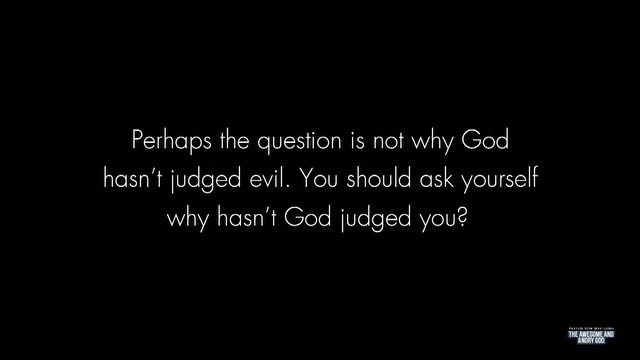 Perhaps the question is not why God
hasn't judged evil. You should ask yourself
why hasn't God judged you?
THE AWESOME AND
ANGRY GOD